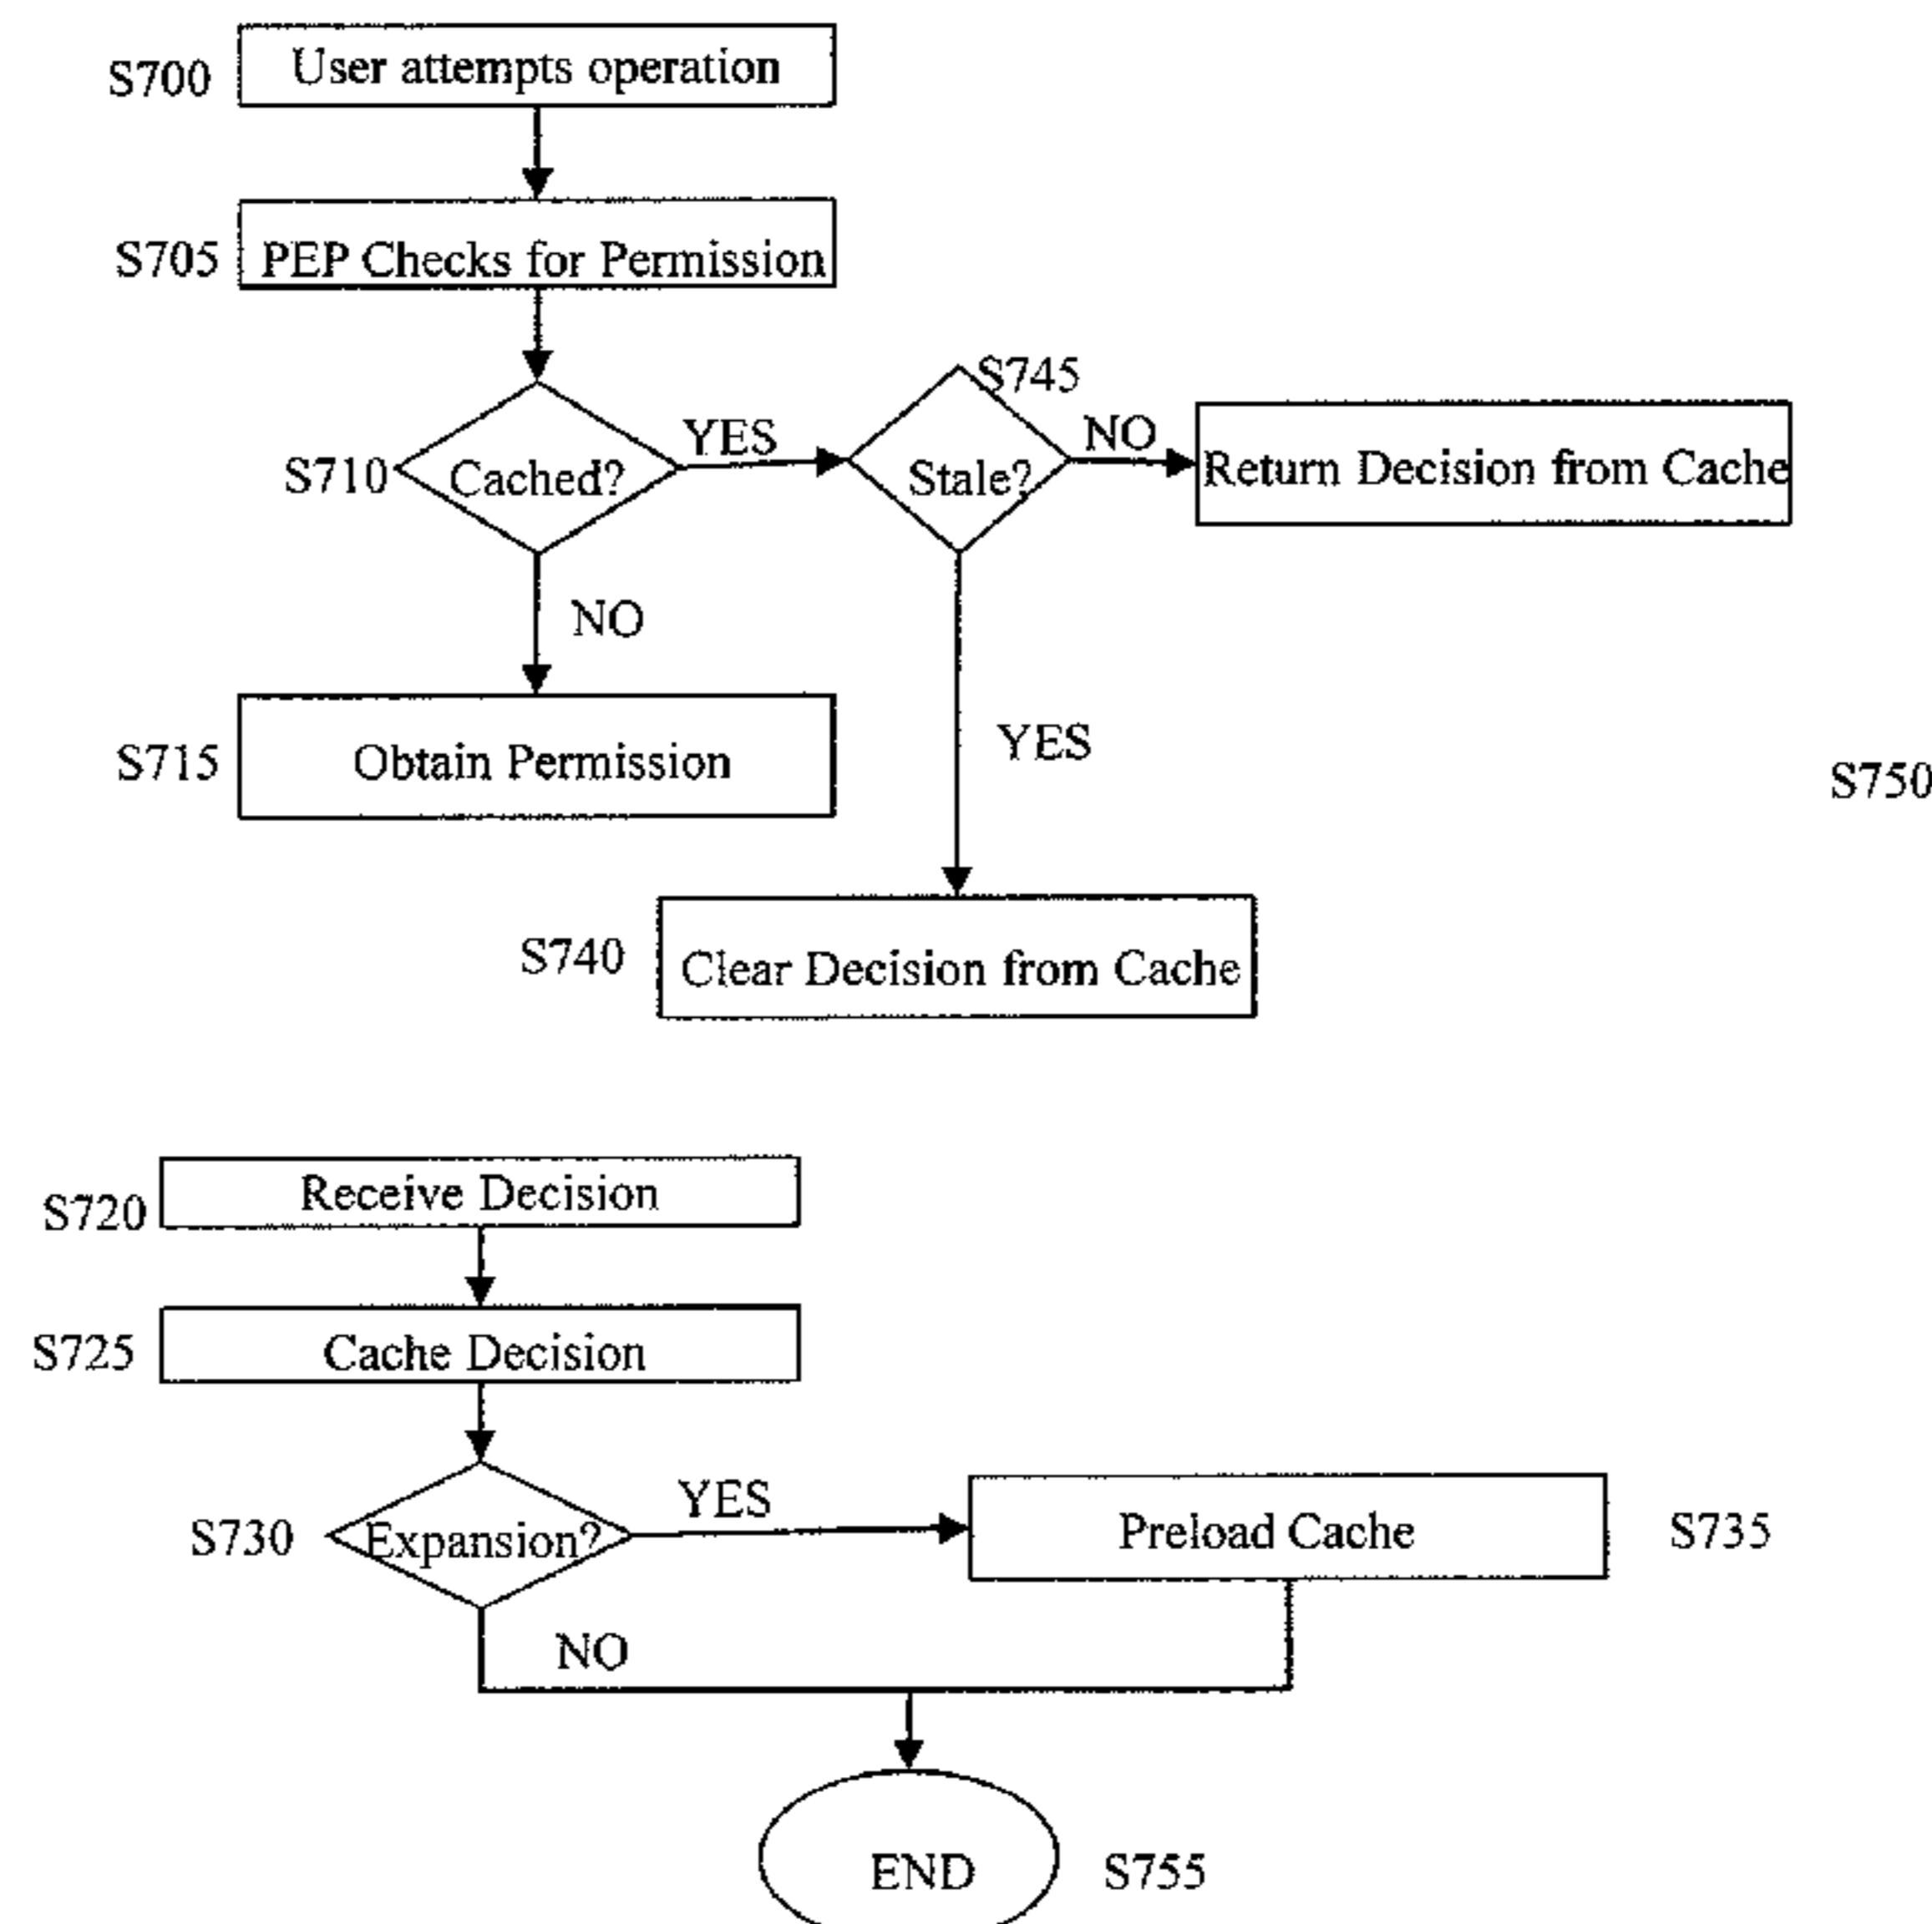 S700
User attempts operation
S705
PEP Checks for Permission
S745
S710
Cached?
YES
Stale?
NO
Return Decision from Cache
NO
S715
Obtain Permission
YES
S750
S740
Clear Decision from Cache
S720
Receive Decision
S725
Cache Decision
S730
Expansion?
YES
Preload Cache
S735
NO
END
S755